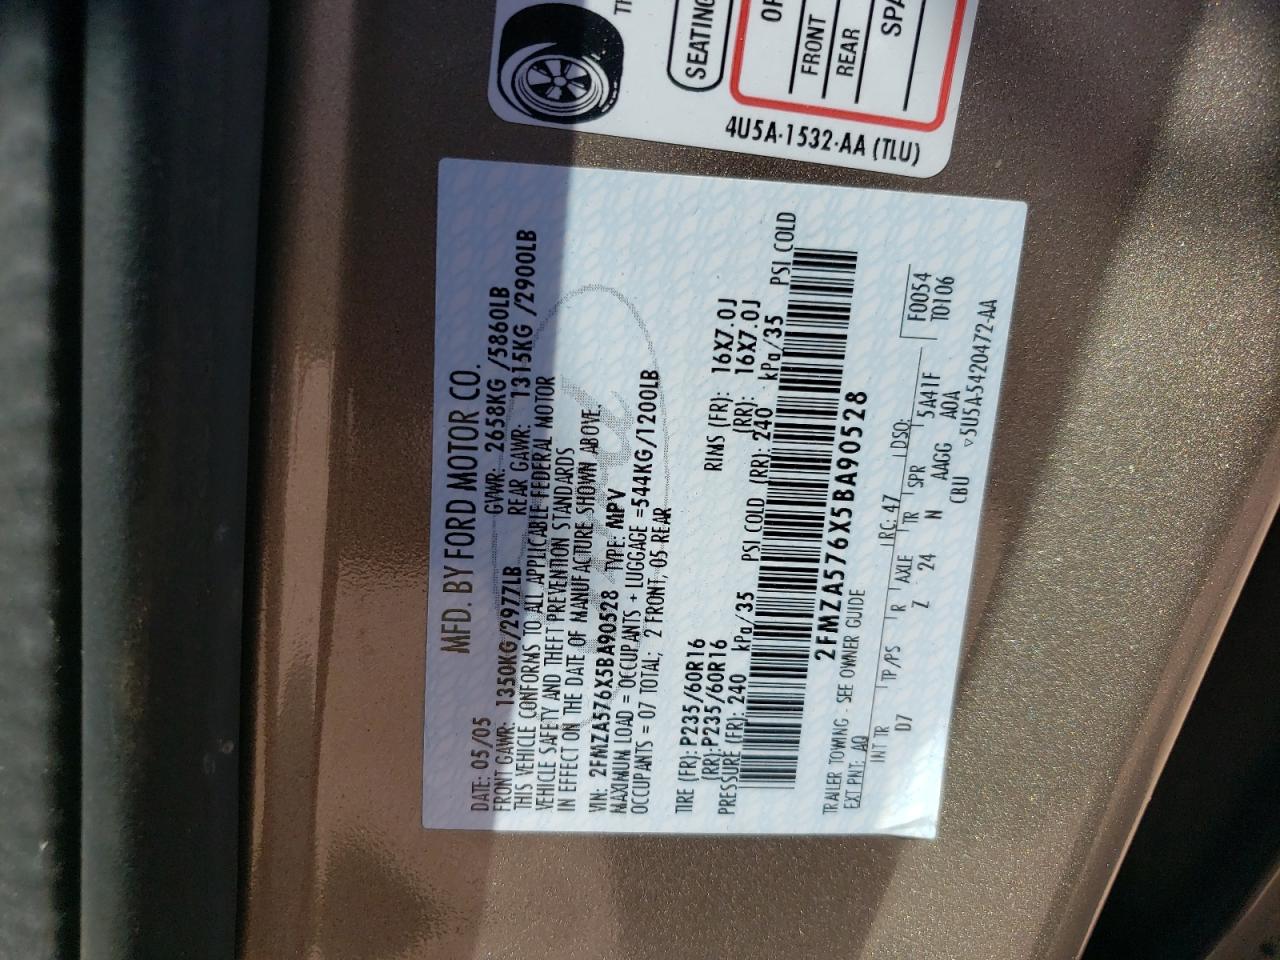 TH
SEATING
OR
FRONT
REAR
SPA
4U5A-1532-AA (TLU)
MFD. BY FORD MOTOR CO.
DATE: 05/05 GVWR: 2658KG/5860LB
FRONT GAWR: 1350KG/2977LB REAR GAWR: 1315KG/2900LB
THIS VEHICLE CONFORMS TO ALL APPLICABLE FEDERAL MOTOR
VEHICLE SAFETY AND THEFT PREVENTION STANDARDS
IN EFFECT ON THE DATE OF MANUFACTURE SHOWN ABOVE.
VIN: 2FMZA576X5BA90528 TYPE: MPV
MAXIMUM LOAD = OCCUPANTS + LUGGAGE =544KG/1200LB
OCCUPANTS = 07 TOTAL; 2 FRONT, 05 REAR
TIRE (FR): P235/60R16 RIMS (FR): 16X7.0J
(RR): P235/60R16 (RR): 16X7.0J
PRESSURE (FR): 240 kPa/35 PSI COLD (RR): 240 kPa/35 PSI COLD
2FMZA576X5BA90528
TRAILER TOWING - SEE OWNER GUIDE
EXT PNT: AQ RC: 47 DSO: F0054
INT TR TP/PS R AXLE TR SPR 5A41F T0106
D7 Z 24 N AAGG A0A
CBU ▽5U5A-5420472-AA